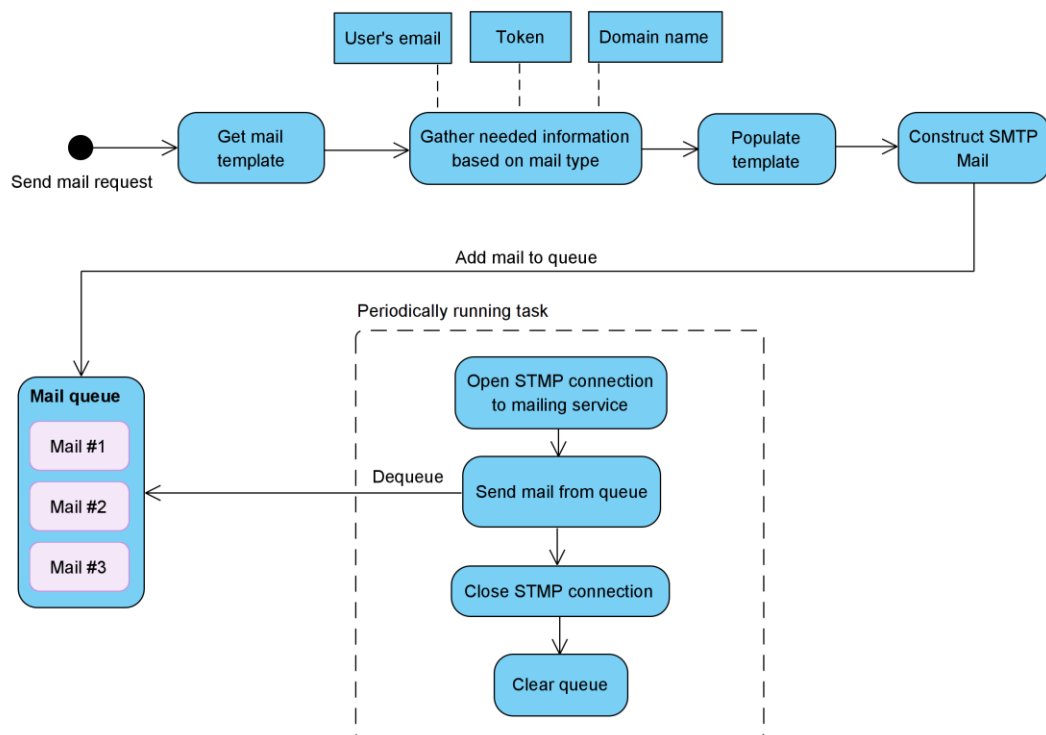 User's email
Token
Domain name
Get mail
template
Gather needed information
based on mail type
Populate
template
Construct SMTP
Mail
Send mail request
Add mail to queue
Periodically running task
Mail queue
Mail #1
Mail #2
Mail #3
Open STMP connection
to mailing service
Dequeue
Send mail from queue
Close STMP connection
Clear queue